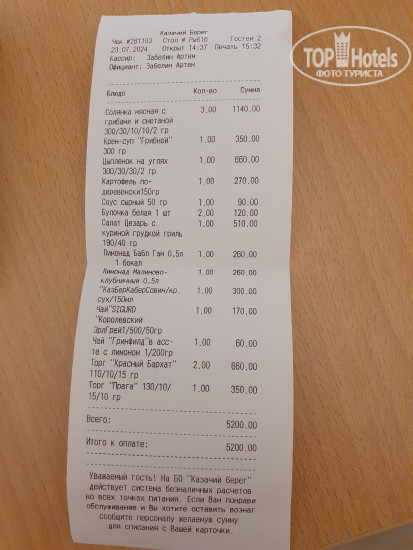 Казачий Берег
Чек #281103 Стол # Рыб16 Гостей 2
23.07.2024 Открыт 14:37 Печать 15:32
Кассир: Забелин Артем
Официант: Забелин Артем
Блюдо Кол-во Сумма
Солянка мясная с 3,00 1140,00
грибами и сметаной
300/30/10/10/2 гр
Крем-суп "Грибной" 1,00 350,00
300 гр
Цыпленок на углях 1,00 660,00
300/30/30/2 гр
Картофель по- 1,00 270,00
деревенски150гр
Соус сырный 50 гр 1,00 90,00
Булочка белая 1 шт 2,00 120,00
Салат Цезарь с 1,00 510,00
куриной грудкой гриль
190/40 гр
Лимонад Бабл Гам 0,5л 1,00 260,00
1 бокал
Лимонад Малиново- 1,00 260,00
клубничный 0,5л
"КазБерКаберСовин/кр, 1,00 300,00
сух/150мл
Чай"SIGURD 1,00 170,00
"Королевский
ЭрлГрей1/500/50гр
Чай "Гринфилд"в асс- 1,00 60,00
те с лимоном 1/200гр
Торт "Красный Бархат" 2,00 660,00
110/10/15 гр
Торт "Прага" 130/10/ 1,00 350,00
15/10 гр
Всего: 5200,00
Итого к оплате: 5200,00
Уважаемый гость! На БО "Казачий берег"
действует система безналичных расчетов
во всех точках питания. Если Вам понрави
обслуживание и Вы хотите оставить вознаг
сообщите персоналу желаемую сумму
для списания с Вашей карточки.
TOP Hotels
ФОТО ТУРИСТА